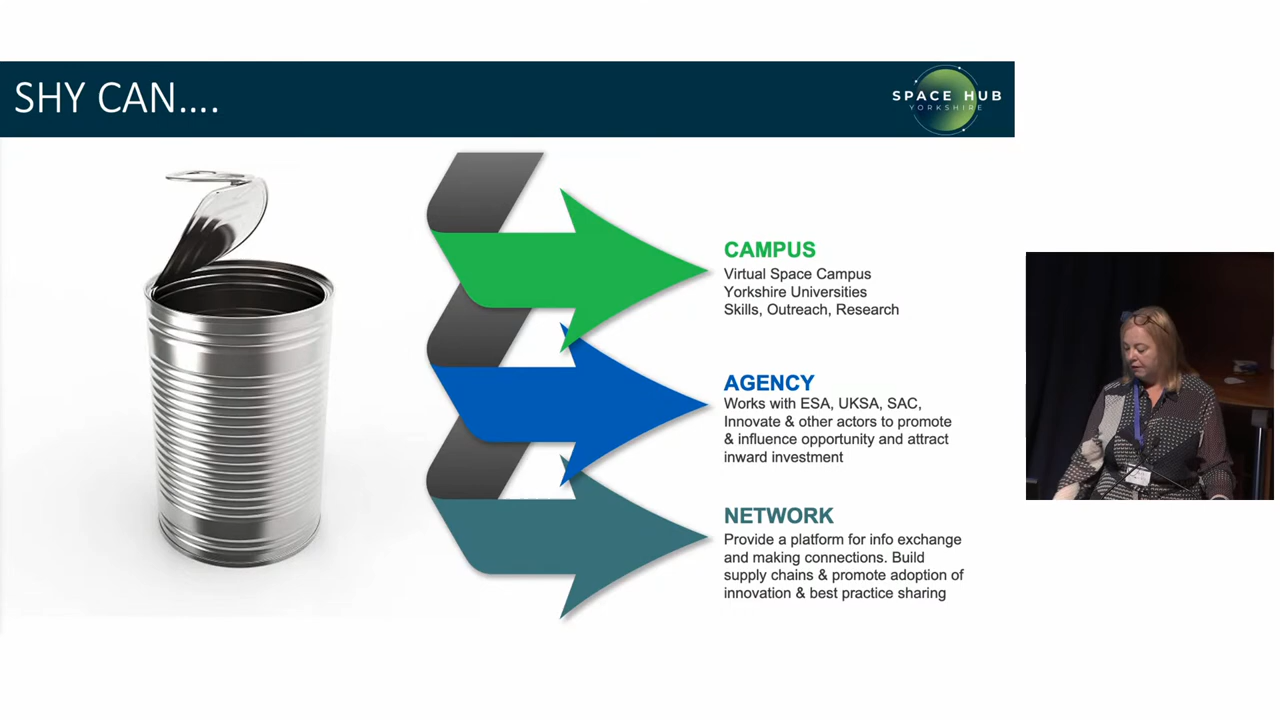 SHY CAN....
SPACE HUB
YORKSHIRE
CAMPUS
Virtual Space Campus
Yorkshire Universities
Skills, Outreach, Research
AGENCY
Works with ESA, UKSA, SAC,
Innovate & other actors to promote
& influence opportunity and attract
inward investment
NETWORK
Provide a platform for info exchange
and making connections. Build
supply chains & promote adoption of
innovation & best practice sharing